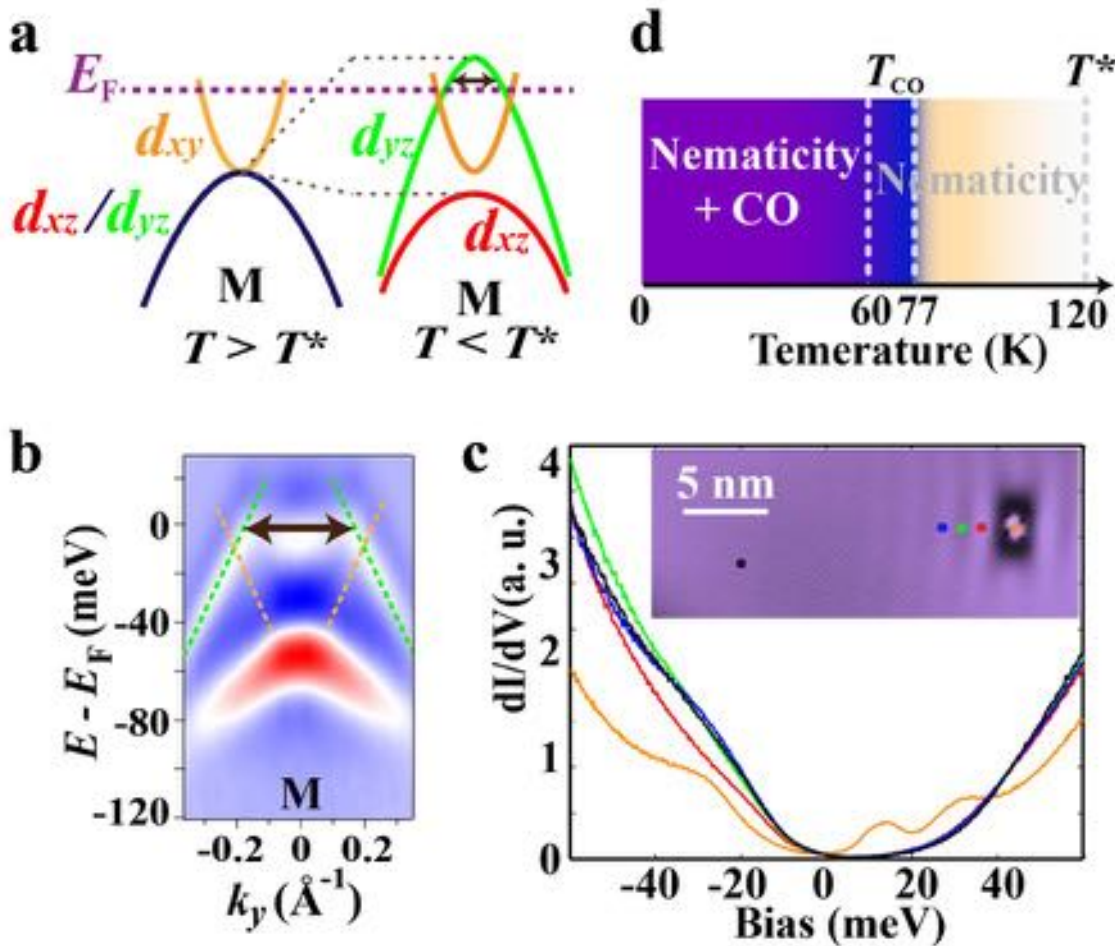 a
E_F
d_xy
d_xz/d_yz
M
T > T*
d_yz
d_xz
M
T < T*
d
T_CO
T*
Nematicity
+ CO
Nematicity
0
60
77
120
Temerature (K)
b
0
-40
-80
-120
E - E_F (meV)
M
-0.2
0
0.2
k_y (Å⁻¹)
c
4
3
2
1
0
dI/dV(a. u.)
5 nm
-40
-20
0
20
40
Bias (meV)